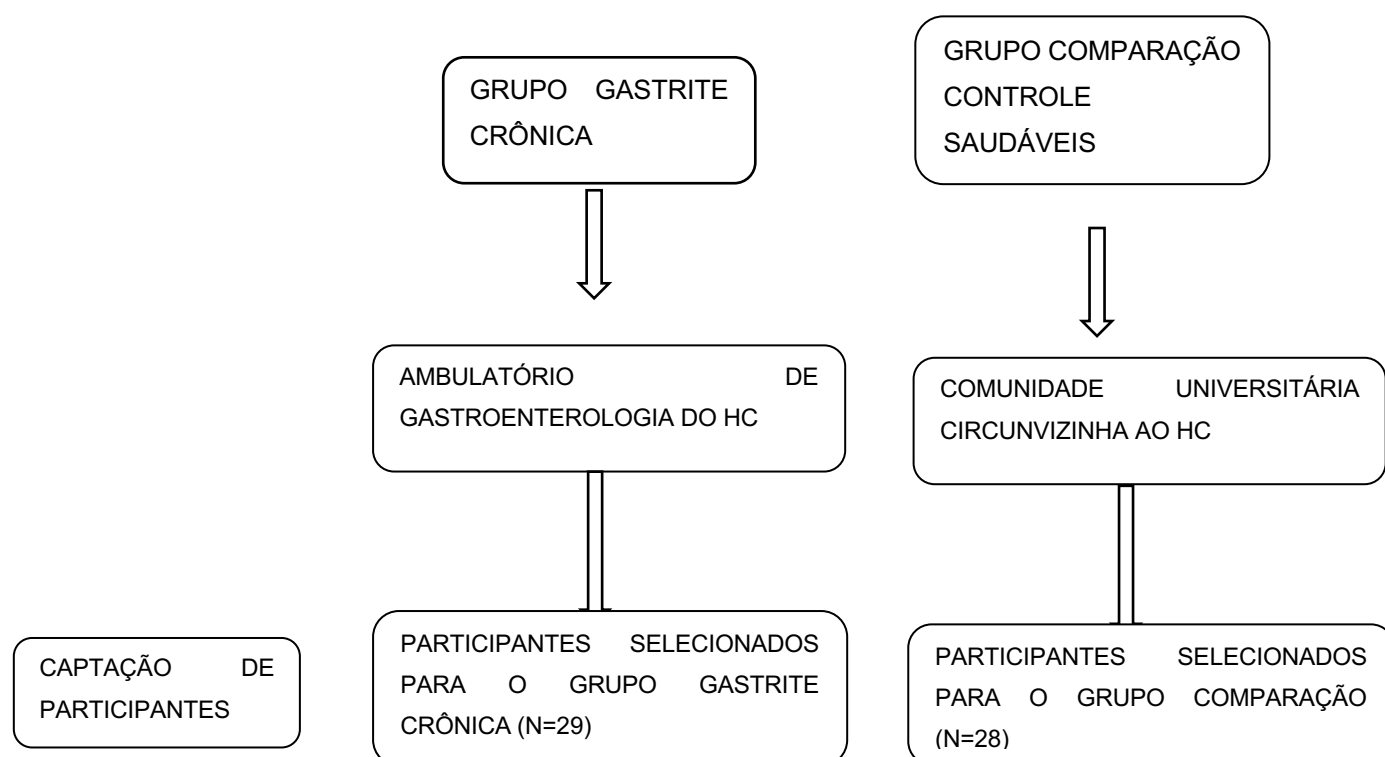 GRUPO GASTRITE
CRÔNICA
GRUPO COMPARAÇÃO
CONTROLE
SAUDÁVEIS
AMBULATÓRIO DE
GASTROENTEROLOGIA DO HC
COMUNIDADE UNIVERSITÁRIA
CIRCUNVIZINHA AO HC
CAPTAÇÃO DE
PARTICIPANTES
PARTICIPANTES SELECIONADOS
PARA O GRUPO GASTRITE
CRÔNICA (N=29)
PARTICIPANTES SELECIONADOS
PARA O GRUPO COMPARAÇÃO
(N=28)